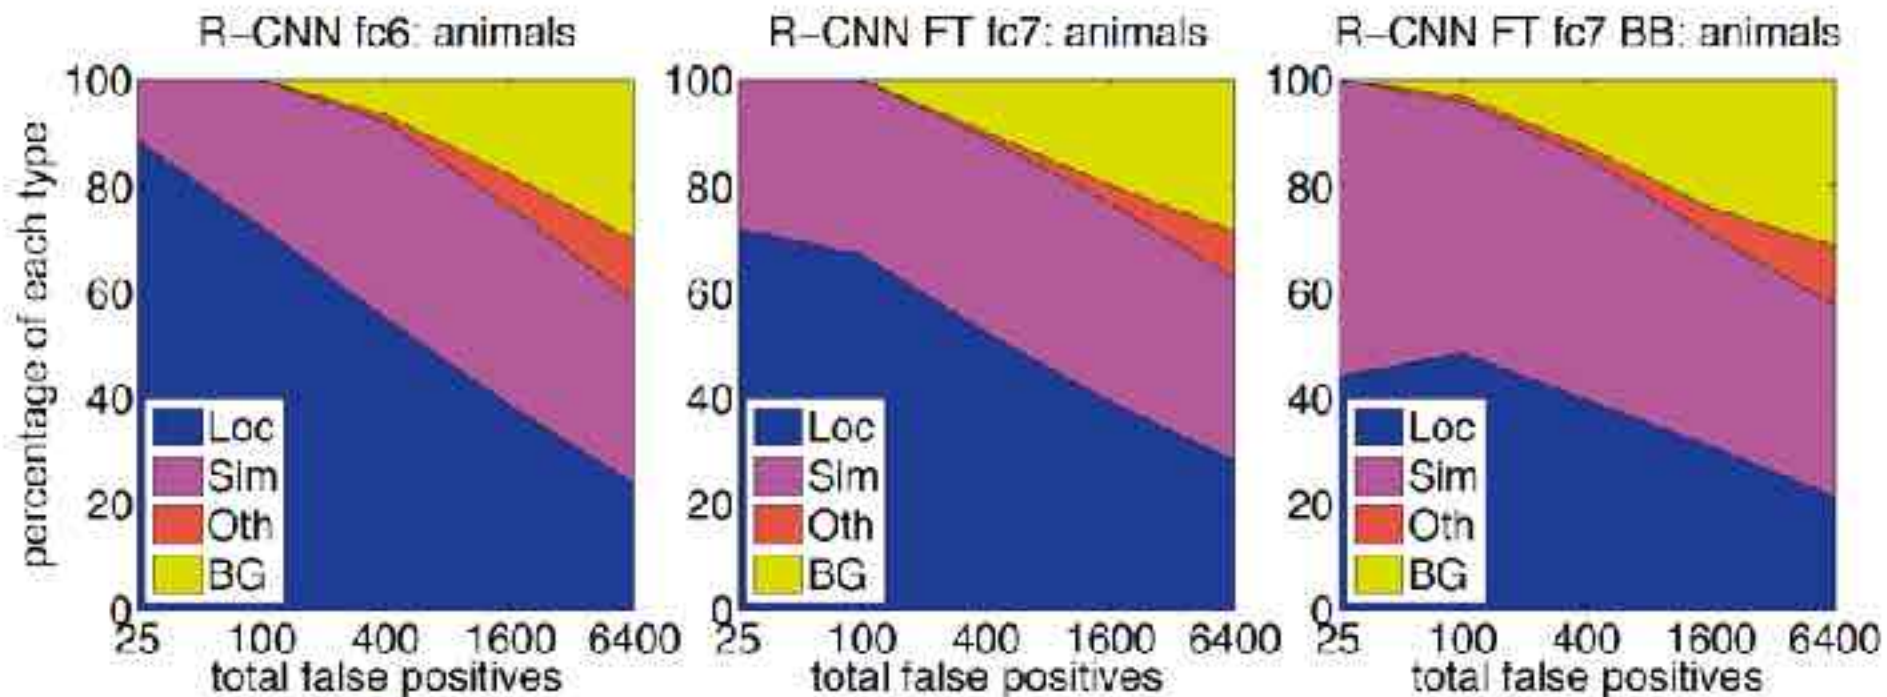 R-CNN fc6: animals
percentage of each type
100
80
60
40
20
0
Loc
Sim
Oth
BG
25 100 400 1600 6400
total false positives
R-CNN FT fc7: animals
100
80
60
40
20
0
Loc
Sim
Oth
BG
25 100 400 1600 6400
total false positives
R-CNN FT fc7 BB: animals
100
80
60
40
20
0
Loc
Sim
Oth
BG
25 100 400 1600 6400
total false positives